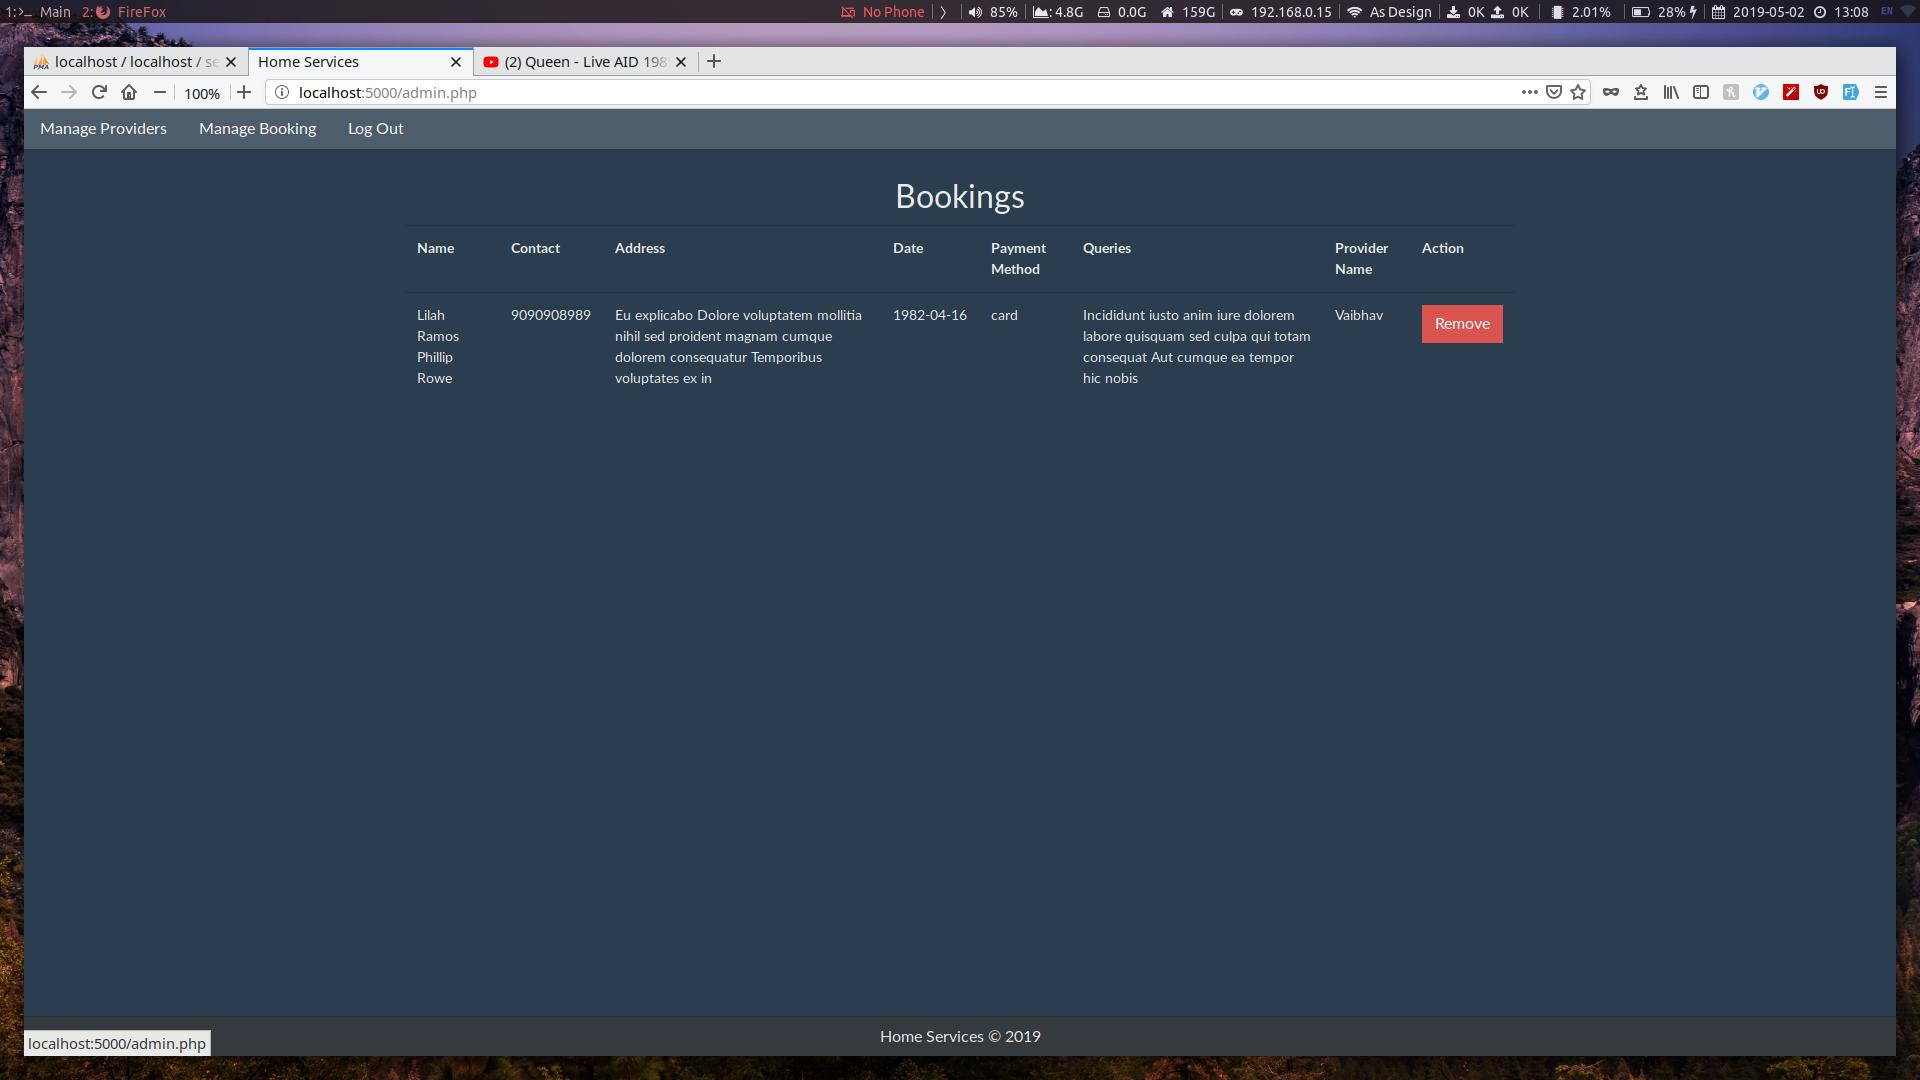 1:>_ Main 2: FireFox No Phone 85% : 4.8G 0.0G 159G 192.168.0.15 As Design 0K 0K 2.01% 28% 2019-05-02 13:08 EN
localhost / localhost / se Home Services (2) Queen - Live AID 198
100% localhost:5000/admin.php
Manage Providers Manage Booking Log Out
Bookings
Name Contact Address Date Payment Method Queries Provider Name Action
Lilah Ramos Phillip Rowe 9090908989 Eu explicabo Dolore voluptatem mollitia nihil sed proident magnam cumque dolorem consequatur Temporibus voluptates ex in 1982-04-16 card Incididunt iusto anim iure dolorem labore quisquam sed culpa qui totam consequat Aut cumque ea tempor hic nobis Vaibhav Remove
Home Services © 2019
localhost:5000/admin.php